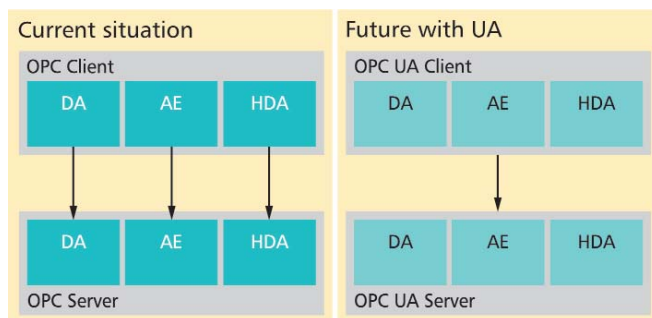 Current situation
OPC Client
DA AE HDA
DA AE HDA
OPC Server
Future with UA
OPC UA Client
DA AE HDA
DA AE HDA
OPC UA Server